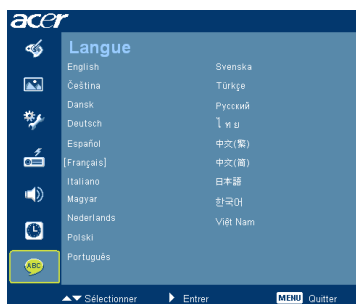 acer
Langue
English
Čeština
Dansk
Deutsch
Español
[Français]
Italiano
Magyar
Nederlands
Polski
Português
Svenska
Türkçe
Русский
ไทย
中文(繁)
中文(简)
日本語
한국어
Việt Nam
ABC
▲▼ Sélectionner ▶ Entrer MENU Quitter